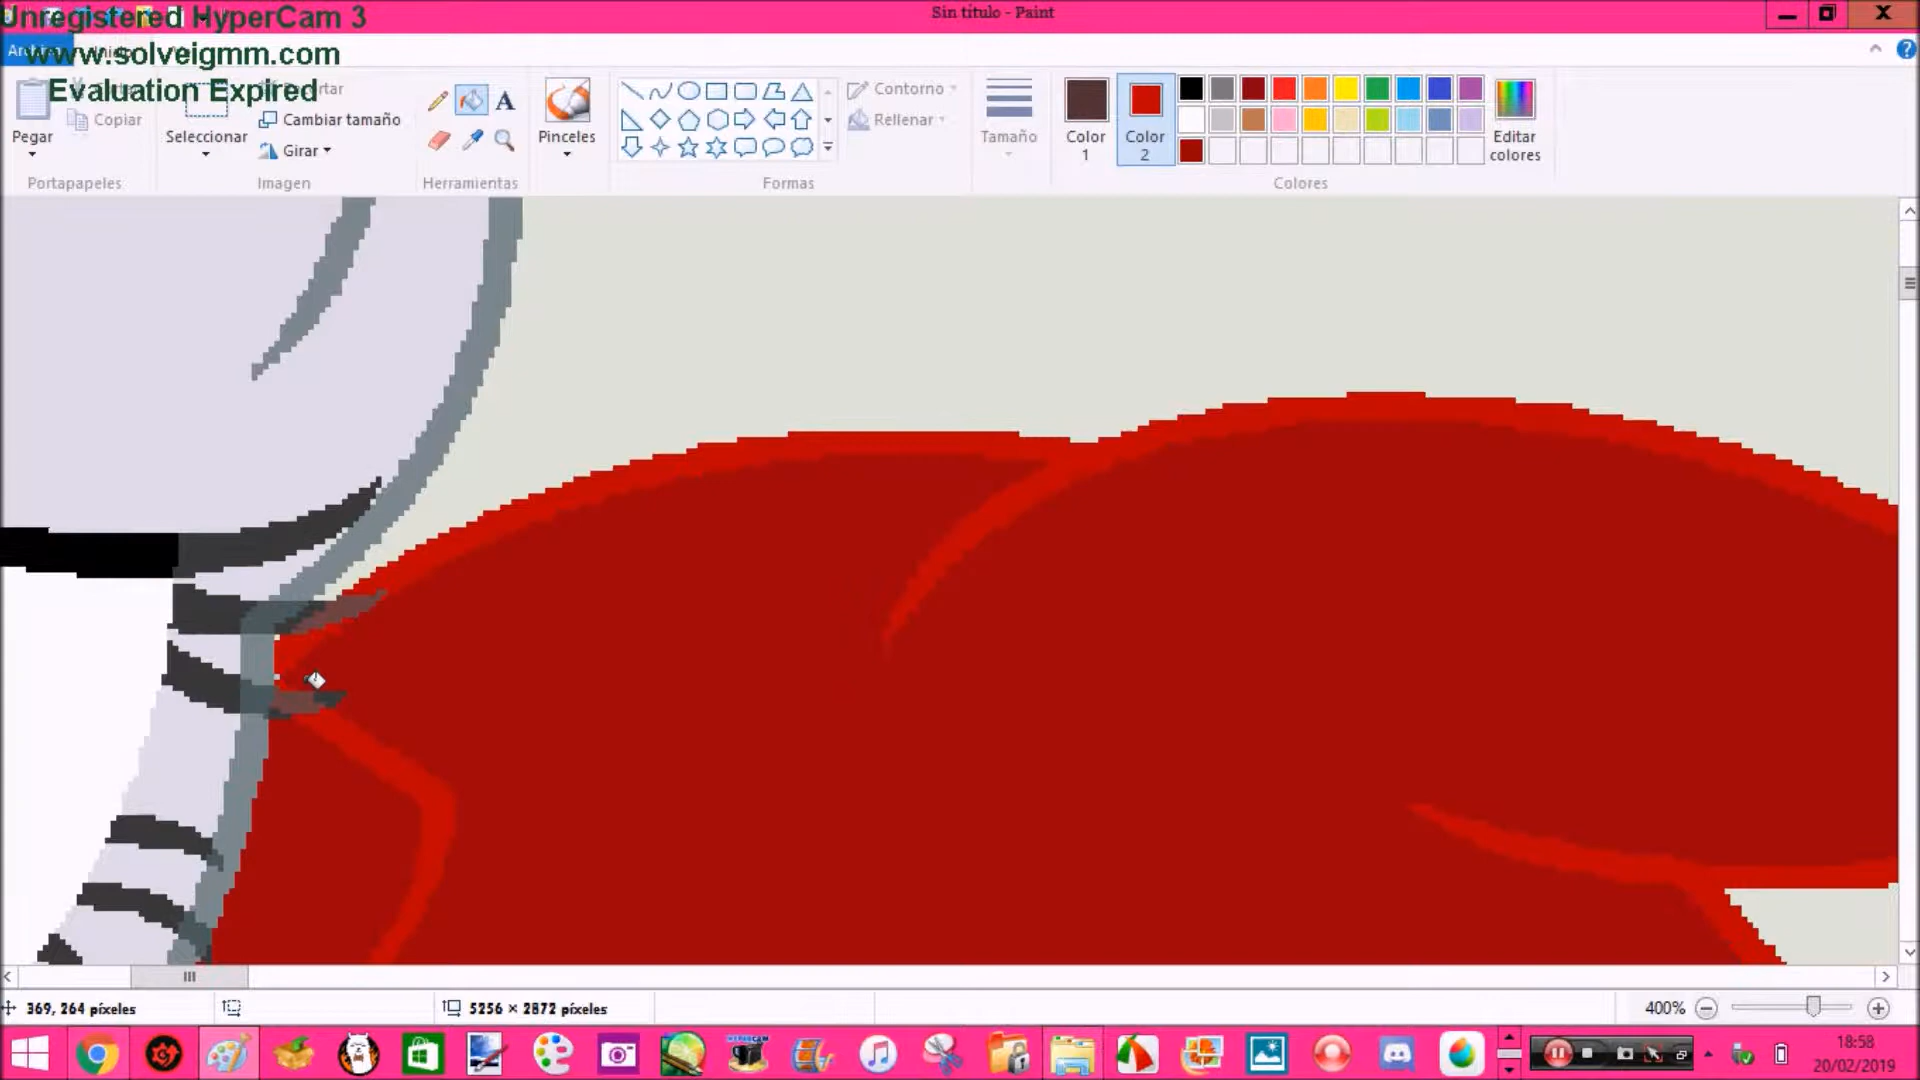 Unregistered HyperCam 3
Sin título - Paint
www.solveigmm.com
Evaluation Expired
Pegar
Copiar
Portapapeles
Seleccionar
Cambiar tamaño
Girar
Imagen
Herramientas
Pinceles
Formas
Contorno
Rellenar
Tamaño
Color
1
Color
2
Editar
colores
Colores
369, 264 píxeles
5256 × 2872 píxeles
400%
18:58
20/02/2019